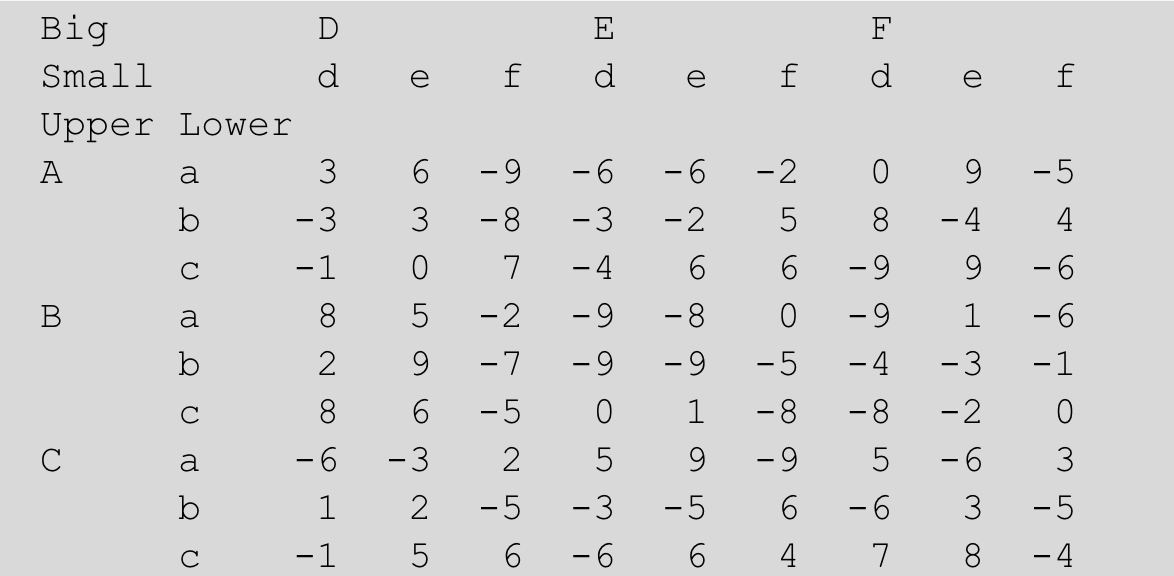 Big D E F
Small d e f d e f d e f
Upper Lower
A a 3 6 -9 -6 -6 -2 0 9 -5
b -3 3 -8 -3 -2 5 8 -4 4
c -1 0 7 -4 6 6 -9 9 -6
B a 8 5 -2 -9 -8 0 -9 1 -6
b 2 9 -7 -9 -9 -5 -4 -3 -1
c 8 6 -5 0 1 -8 -8 -2 0
C a -6 -3 2 5 9 -9 5 -6 3
b 1 2 -5 -3 -5 6 -6 3 -5
c -1 5 6 -6 6 4 7 8 -4